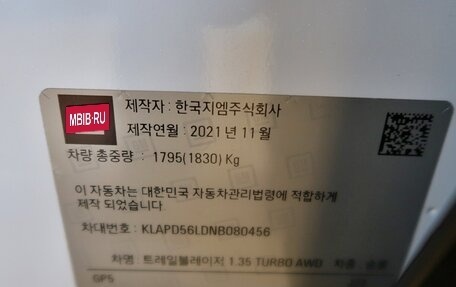 MBIB·RU
제작자 : 한국지엠주식회사
제작연월 : 2021 년 11 월
차량 총중량 : 1795(1830) Kg
이 자동차는 대한민국 자동차관리법령에 적합하게
제작 되었습니다.
차대번호 : KLAPD56LDNB080456
차명 : 트레일블레이저 1.35 TURBO AWD 차종 : 승용
GP5